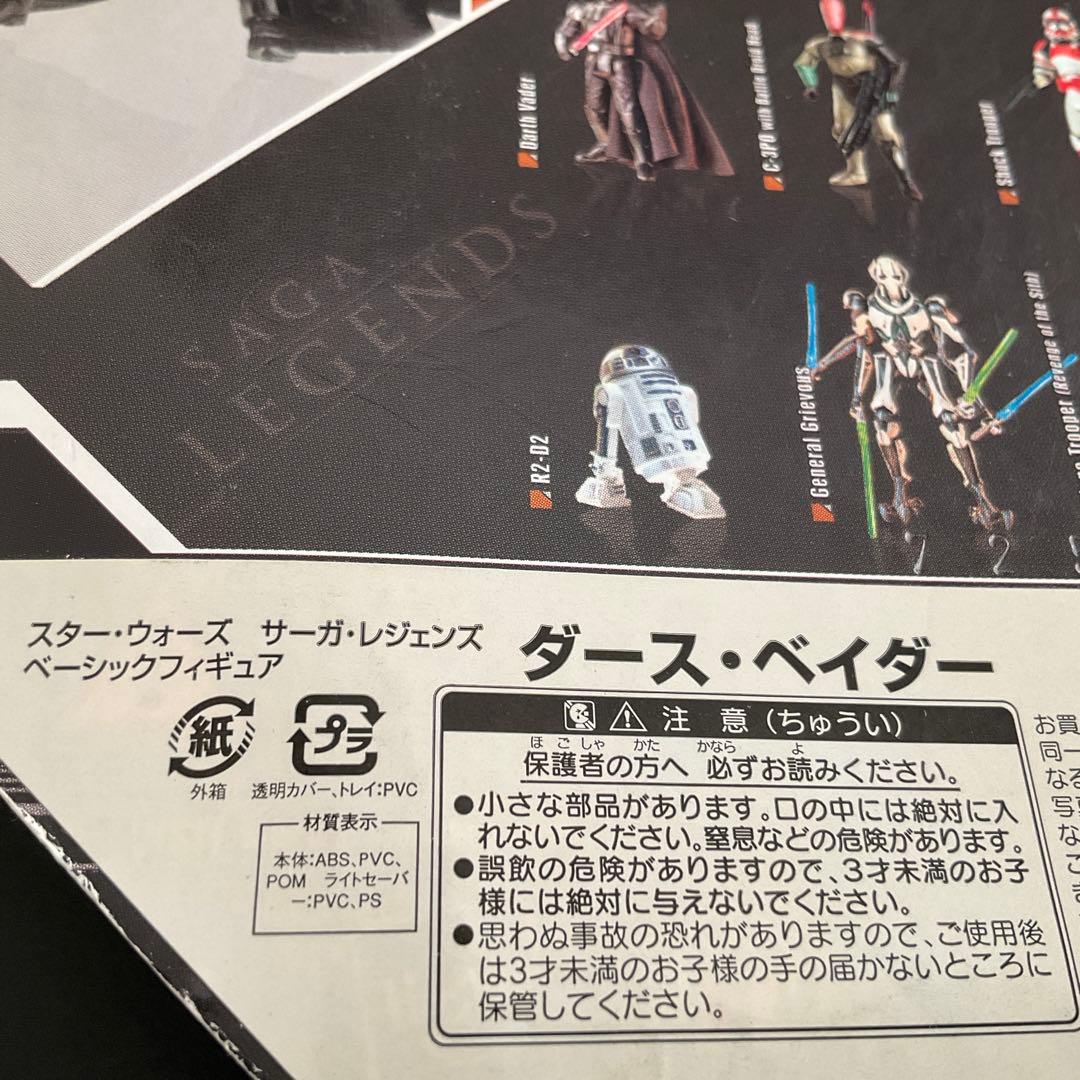 Darth Vader
C-3PO with Battle Droid Head
Shock Trooper
SAGA
LEGENDS
R2-D2
General Grievous
Trooper (Revenge of the Sith)
スター・ウォーズ サーガ・レジェンズ
ベーシックフィギュア
ダース・ベイダー
紙
外箱
プラ
透明カバー、トレイ:PVC
材質表示
本体:ABS、PVC、
POM ライトセーバ
ー:PVC、PS
注 意 (ちゅうい)
ほごしゃ かた かなら よ
保護者の方へ 必ずお読みください。
●小さな部品があります。口の中には絶対に入
れないでください。窒息などの危険があります。
●誤飲の危険がありますので、3才未満のお子
様には絶対に与えないでください。
●思わぬ事故の恐れがありますので、ご使用後
は3才未満のお子様の手の届かないところに
保管してください。
お買
同一
なる
写真
な
こ